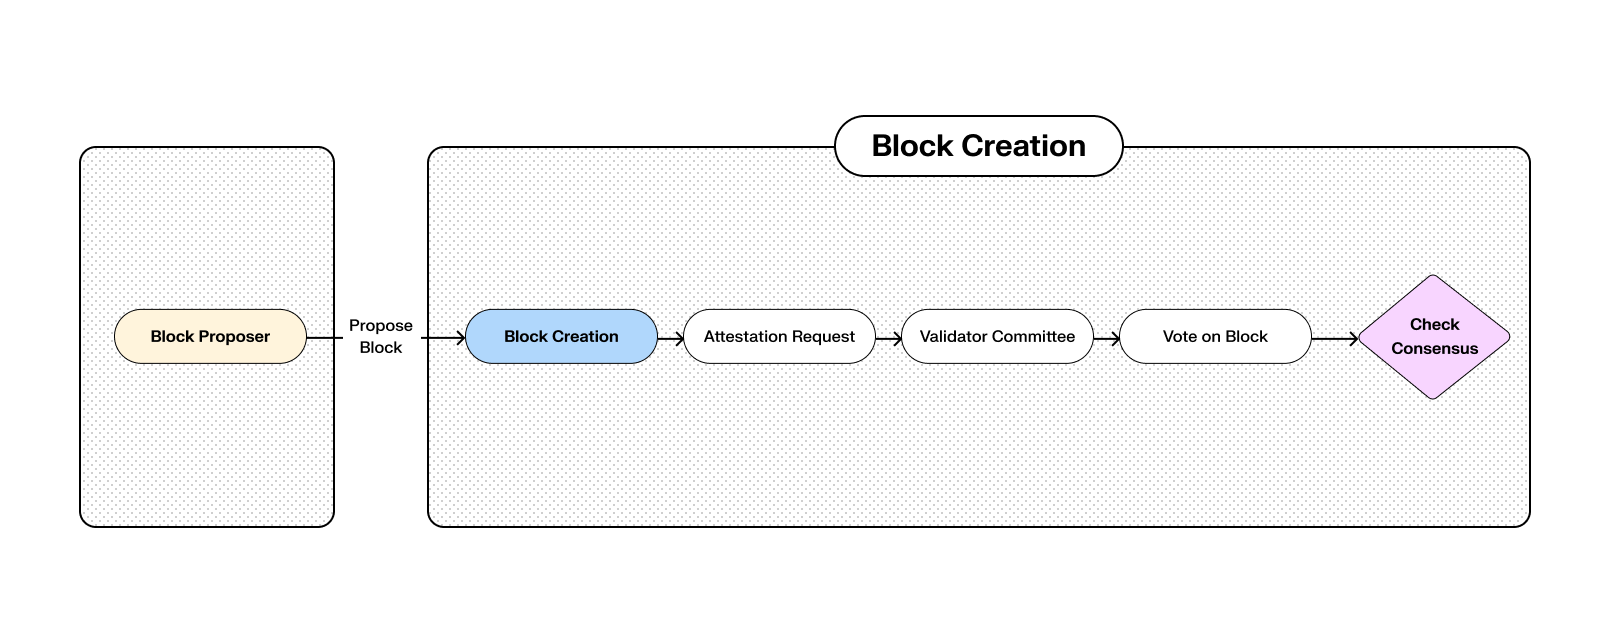 Block Creation
Block Proposer
Propose
Block
Block Creation
Attestation Request
Validator Committee
Vote on Block
Check
Consensus